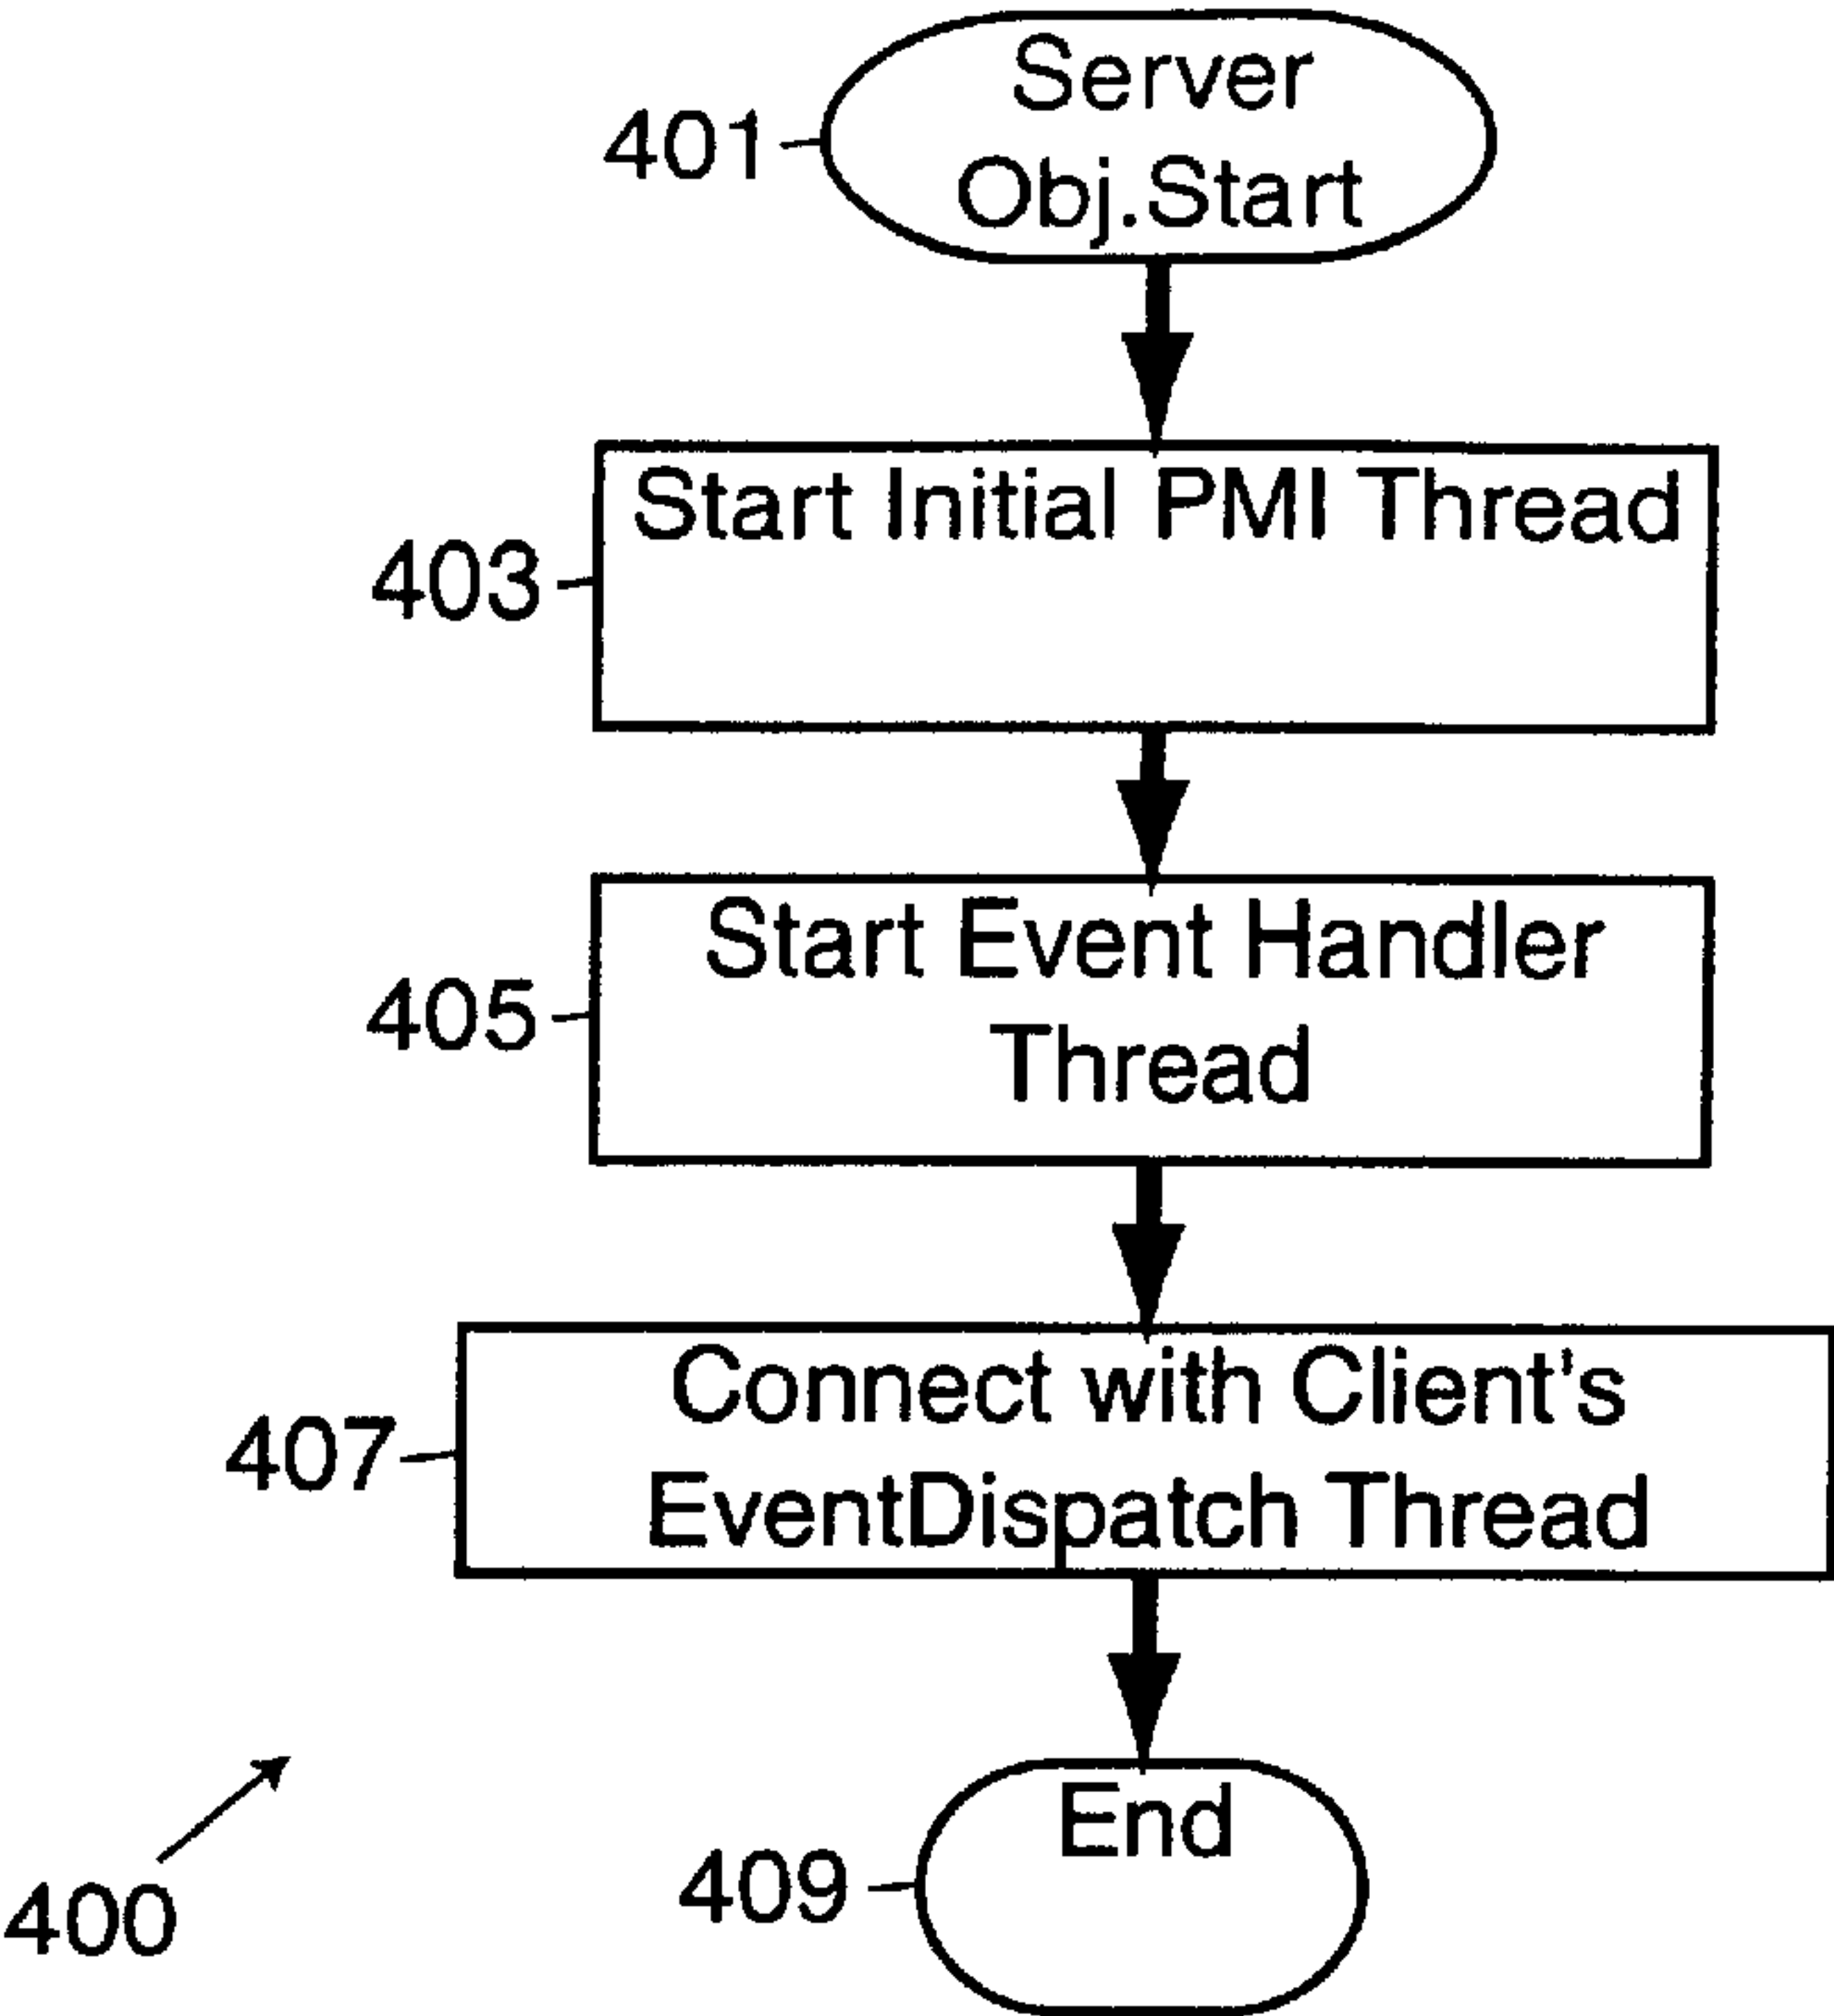 Server
401
Obj.Start
Start Initial PMI Thread
403
Start Event Handler
405
Thread
Connect with Client's
407
EventDispatch Thread
End
409
400